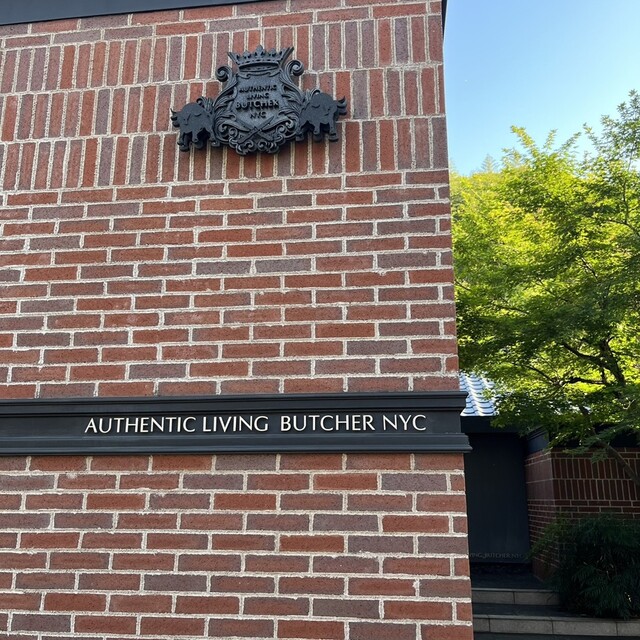 AUTHENTIC
LIVING
BUTCHER
NYC
AUTHENTIC LIVING BUTCHER NYC